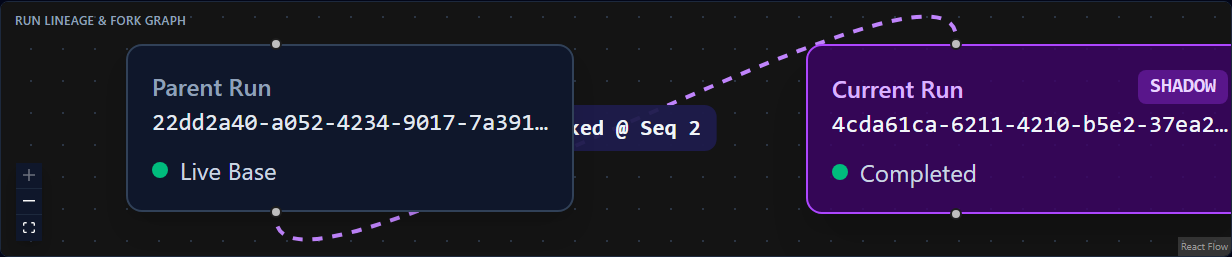 RUN LINEAGE & FORK GRAPH
Parent Run
22dd2a40-a052-4234-9017-7a391…
Live Base
ked @ Seq 2
Current Run
SHADOW
4cda61ca-6211-4210-b5e2-37ea2…
Completed
React Flow